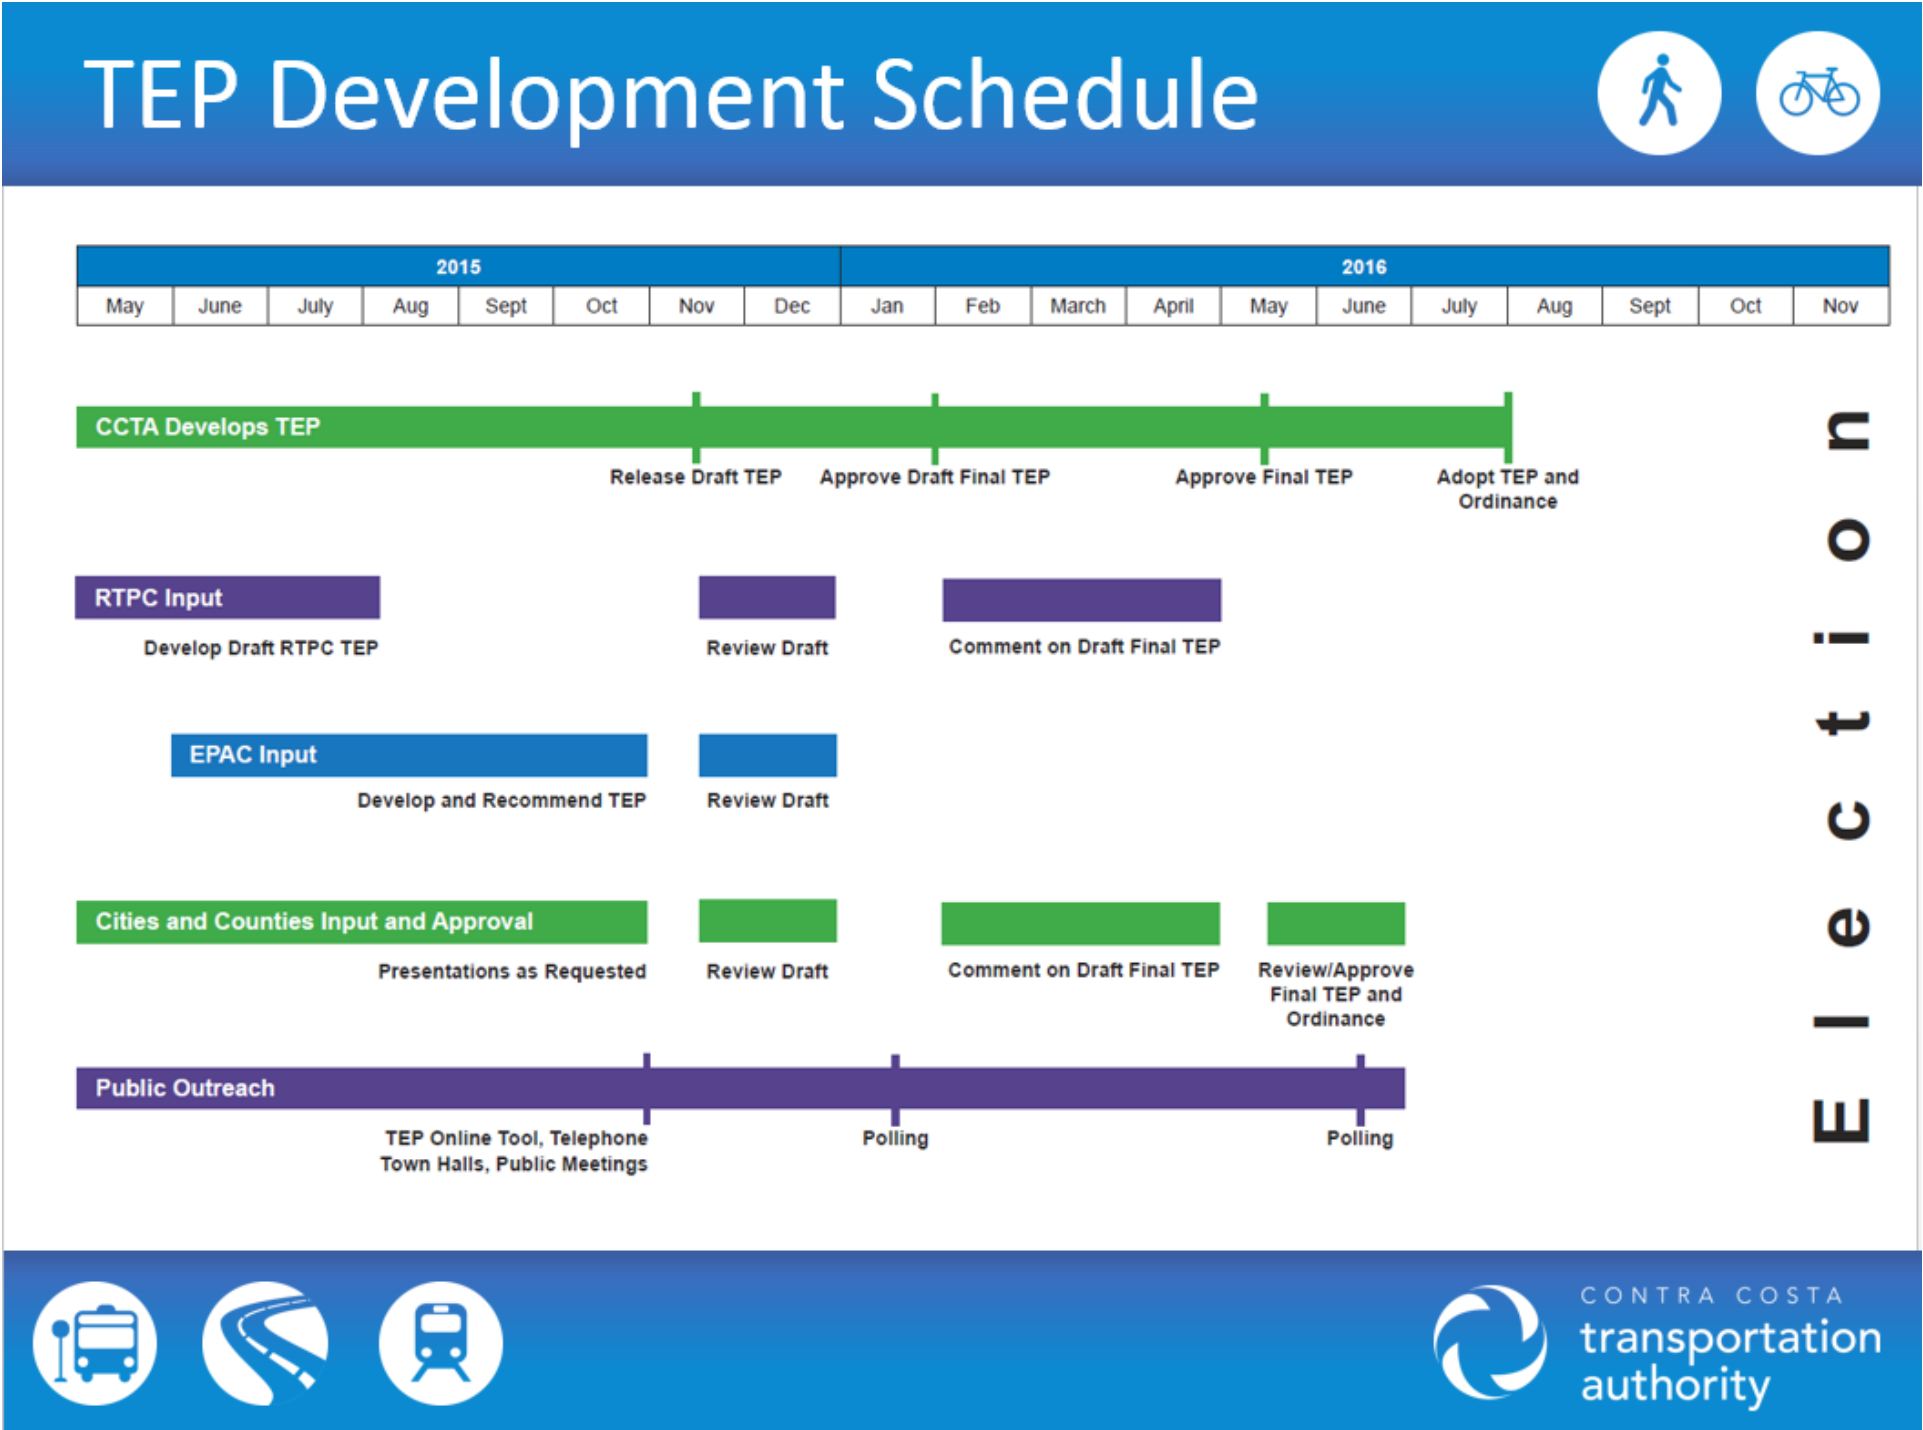 TEP Development Schedule
2015 2016
May June July Aug Sept Oct Nov Dec Jan Feb March April May June July Aug Sept Oct Nov
CCTA Develops TEP
Release Draft TEP Approve Draft Final TEP Approve Final TEP Adopt TEP and
Ordinance
RTPC Input
Develop Draft RTPC TEP Review Draft Comment on Draft Final TEP
EPAC Input
Develop and Recommend TEP Review Draft
Cities and Counties Input and Approval
Presentations as Requested Review Draft Comment on Draft Final TEP Review/Approve
Final TEP and
Ordinance
Public Outreach
TEP Online Tool, Telephone Polling Polling
Town Halls, Public Meetings
Election
CONTRA COSTA
transportation
authority